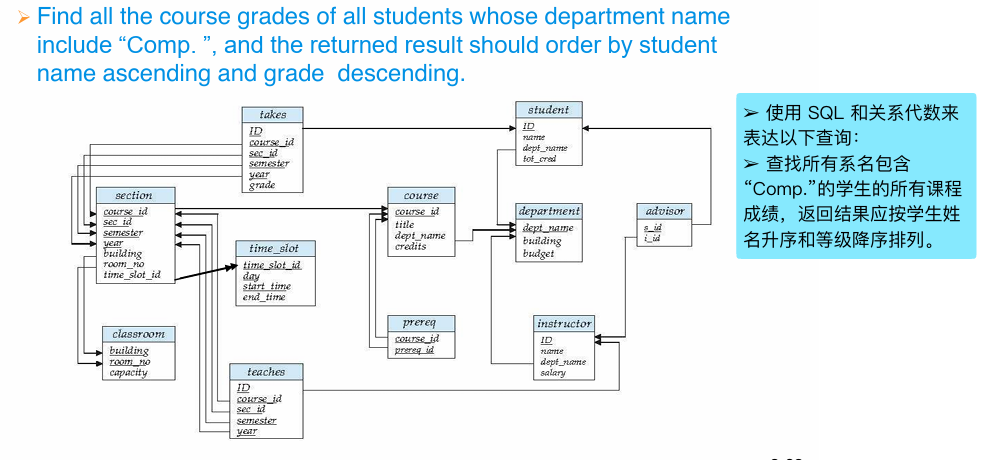 ➢ Find all the course grades of all students whose department name
include “Comp. ”, and the returned result should order by student
name ascending and grade descending.
➢ 使用 SQL 和关系代数来
表达以下查询：
➢ 查找所有系名包含
“Comp.”的学生的所有课程
成绩，返回结果应按学生姓
名升序和等级降序排列。
takes
ID
course_id
sec_id
semester
year
grade
student
ID
name
dept_name
tot_cred
section
course_id
sec_id
semester
year
building
room_no
time_slot_id
course
course_id
title
dept_name
credits
department
dept_name
building
budget
advisor
s_id
i_id
time_slot
time_slot_id
day
start_time
end_time
prereq
course_id
prereq_id
instructor
ID
name
dept_name
salary
classroom
building
room_no
capacity
teaches
ID
course_id
sec_id
semester
year